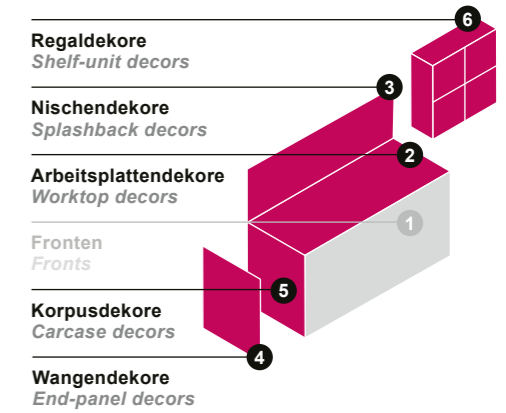 6
Regaldekore
Shelf-unit decors
3
Nischendekore
Splashback decors
2
Arbeitsplattendekore
Worktop decors
1
Fronten
Fronts
5
Korpusdekore
Carcase decors
4
Wangendekore
End-panel decors